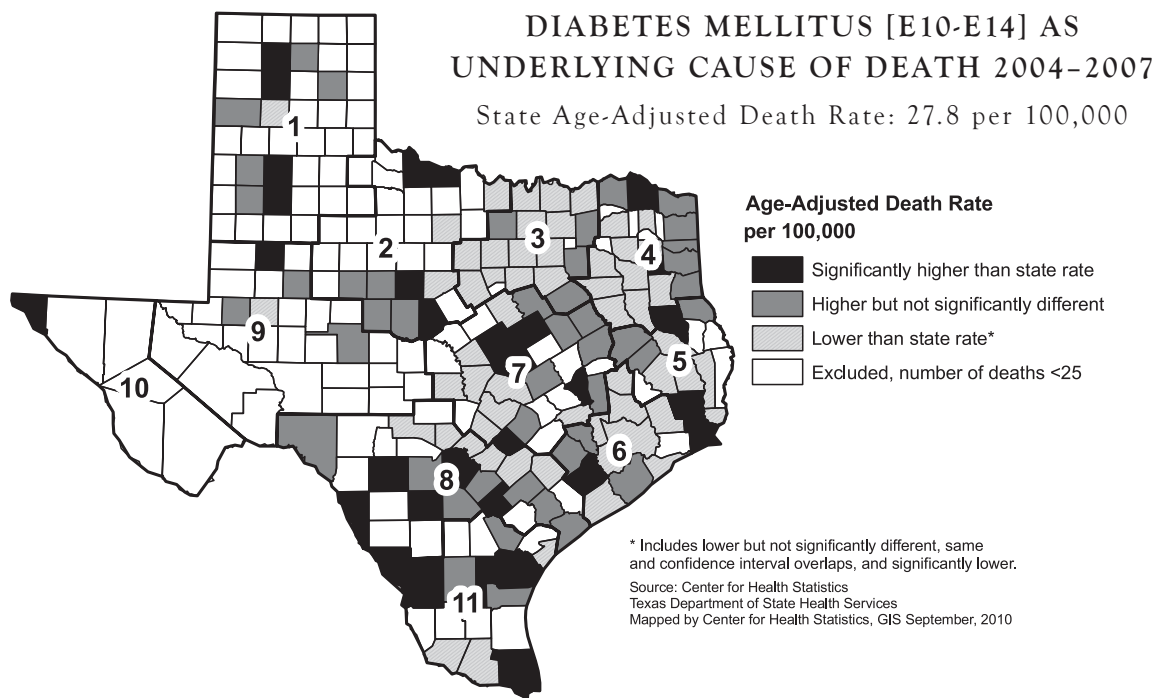 DIABETES MELLITUS [E10-E14] AS
UNDERLYING CAUSE OF DEATH 2004–2007
State Age-Adjusted Death Rate: 27.8 per 100,000
1
2
3
4
9
10
7
5
6
8
11
Age-Adjusted Death Rate
per 100,000
Significantly higher than state rate
Higher but not significantly different
Lower than state rate*
Excluded, number of deaths <25
* Includes lower but not significantly different, same
and confidence interval overlaps, and significantly lower.
Source: Center for Health Statistics
Texas Department of State Health Services
Mapped by Center for Health Statistics, GIS September, 2010